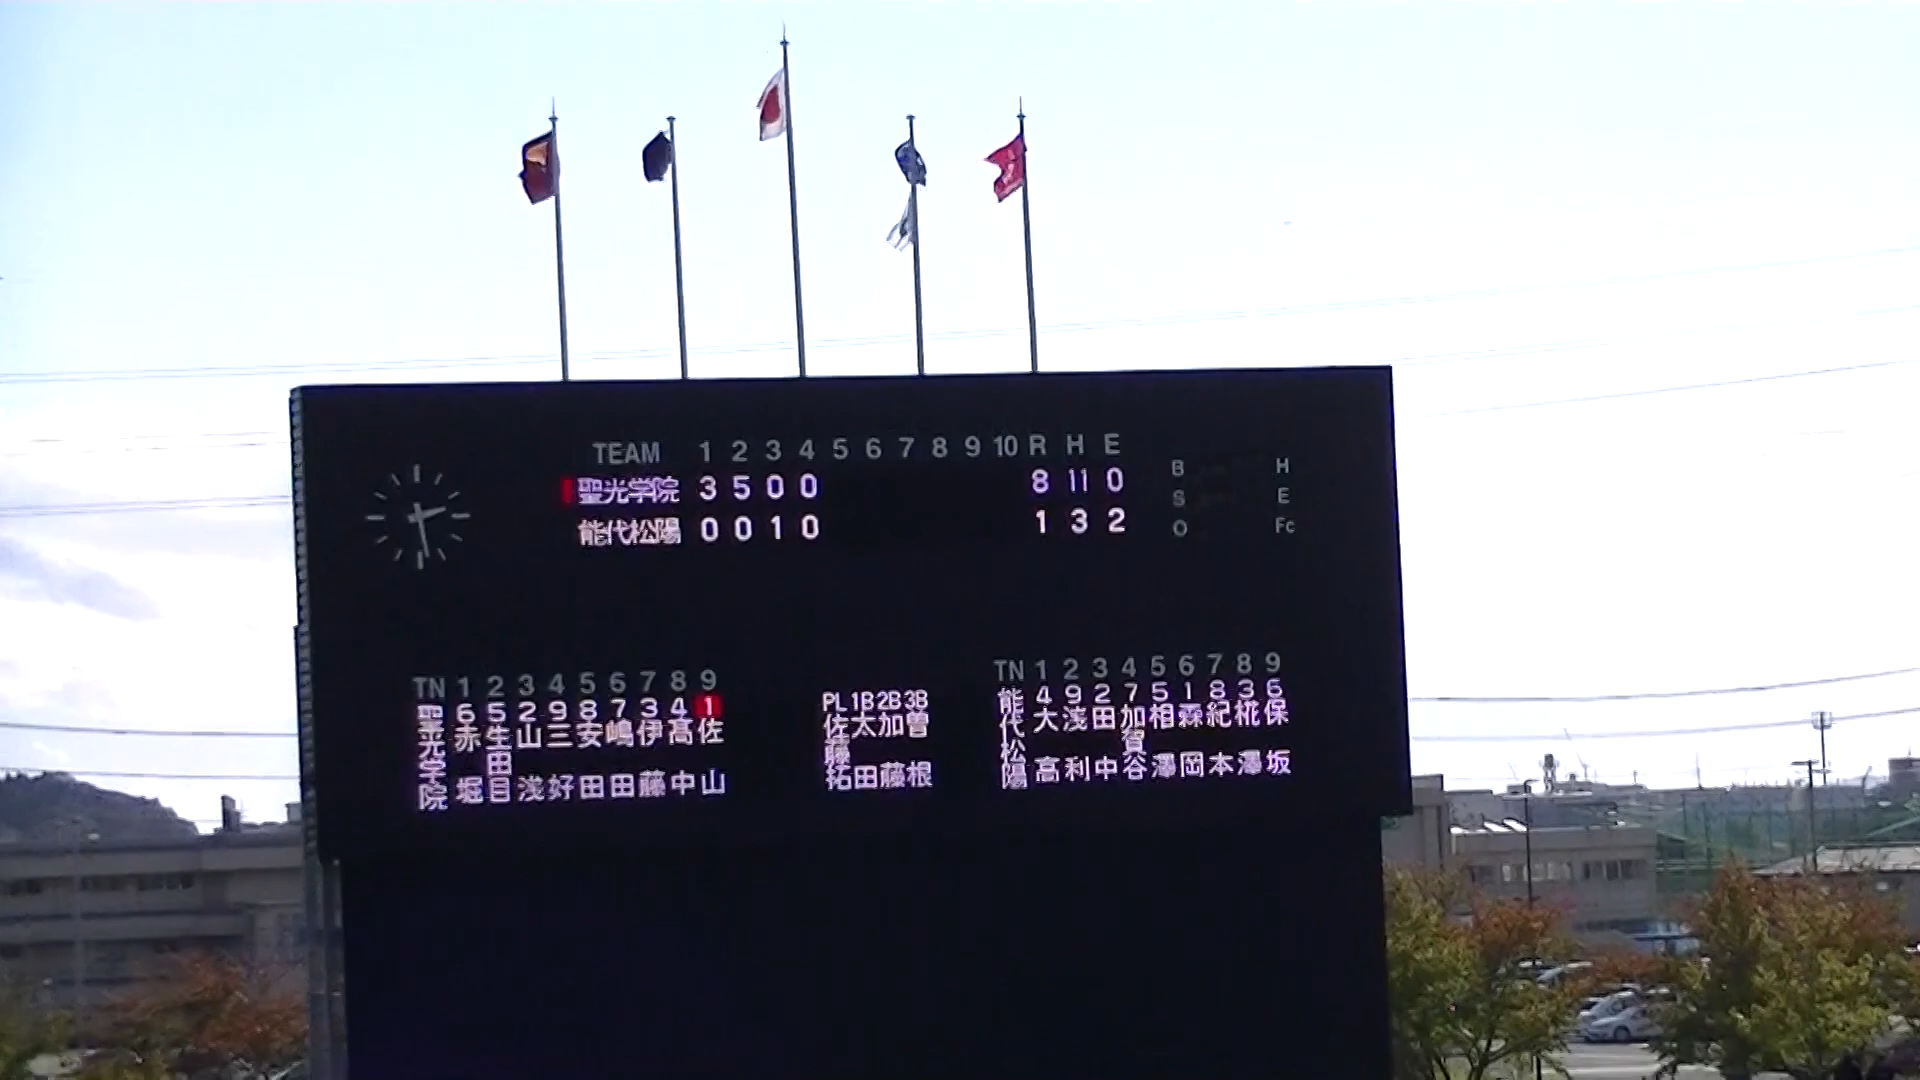 TEAM 1 2 3 4 5 6 7 8 9 10 R H E
聖光学院 3 5 0 0 8 11 0
能代松陽 0 0 1 0 1 3 2
B H
S E
O Fc
TN 1 2 3 4 5 6 7 8 9
聖光学院
6 赤堀
5 生田目
2 山浅
9 三好
8 安田
7 嶋田
3 伊藤
4 髙中
1 佐山
PL 1B 2B 3B
佐藤拓
太田
加藤
曽根
TN 1 2 3 4 5 6 7 8 9
能代松陽
4 大高
9 淺利
2 田中
7 加賀谷
5 相澤
1 森岡
8 紀本
3 椛澤
6 保坂